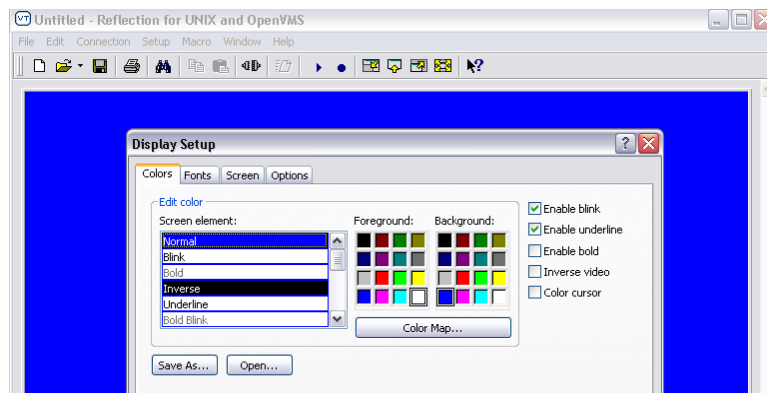 VT Untitled - Reflection for UNIX and OpenVMS
File Edit Connection Setup Macro Window Help
Display Setup
Colors Fonts Screen Options
Edit color
Screen element:
Foreground: Background:
Normal
Blink
Bold
Inverse
Underline
Bold Blink
Color Map...
Enable blink
Enable underline
Enable bold
Inverse video
Color cursor
Save As... Open...